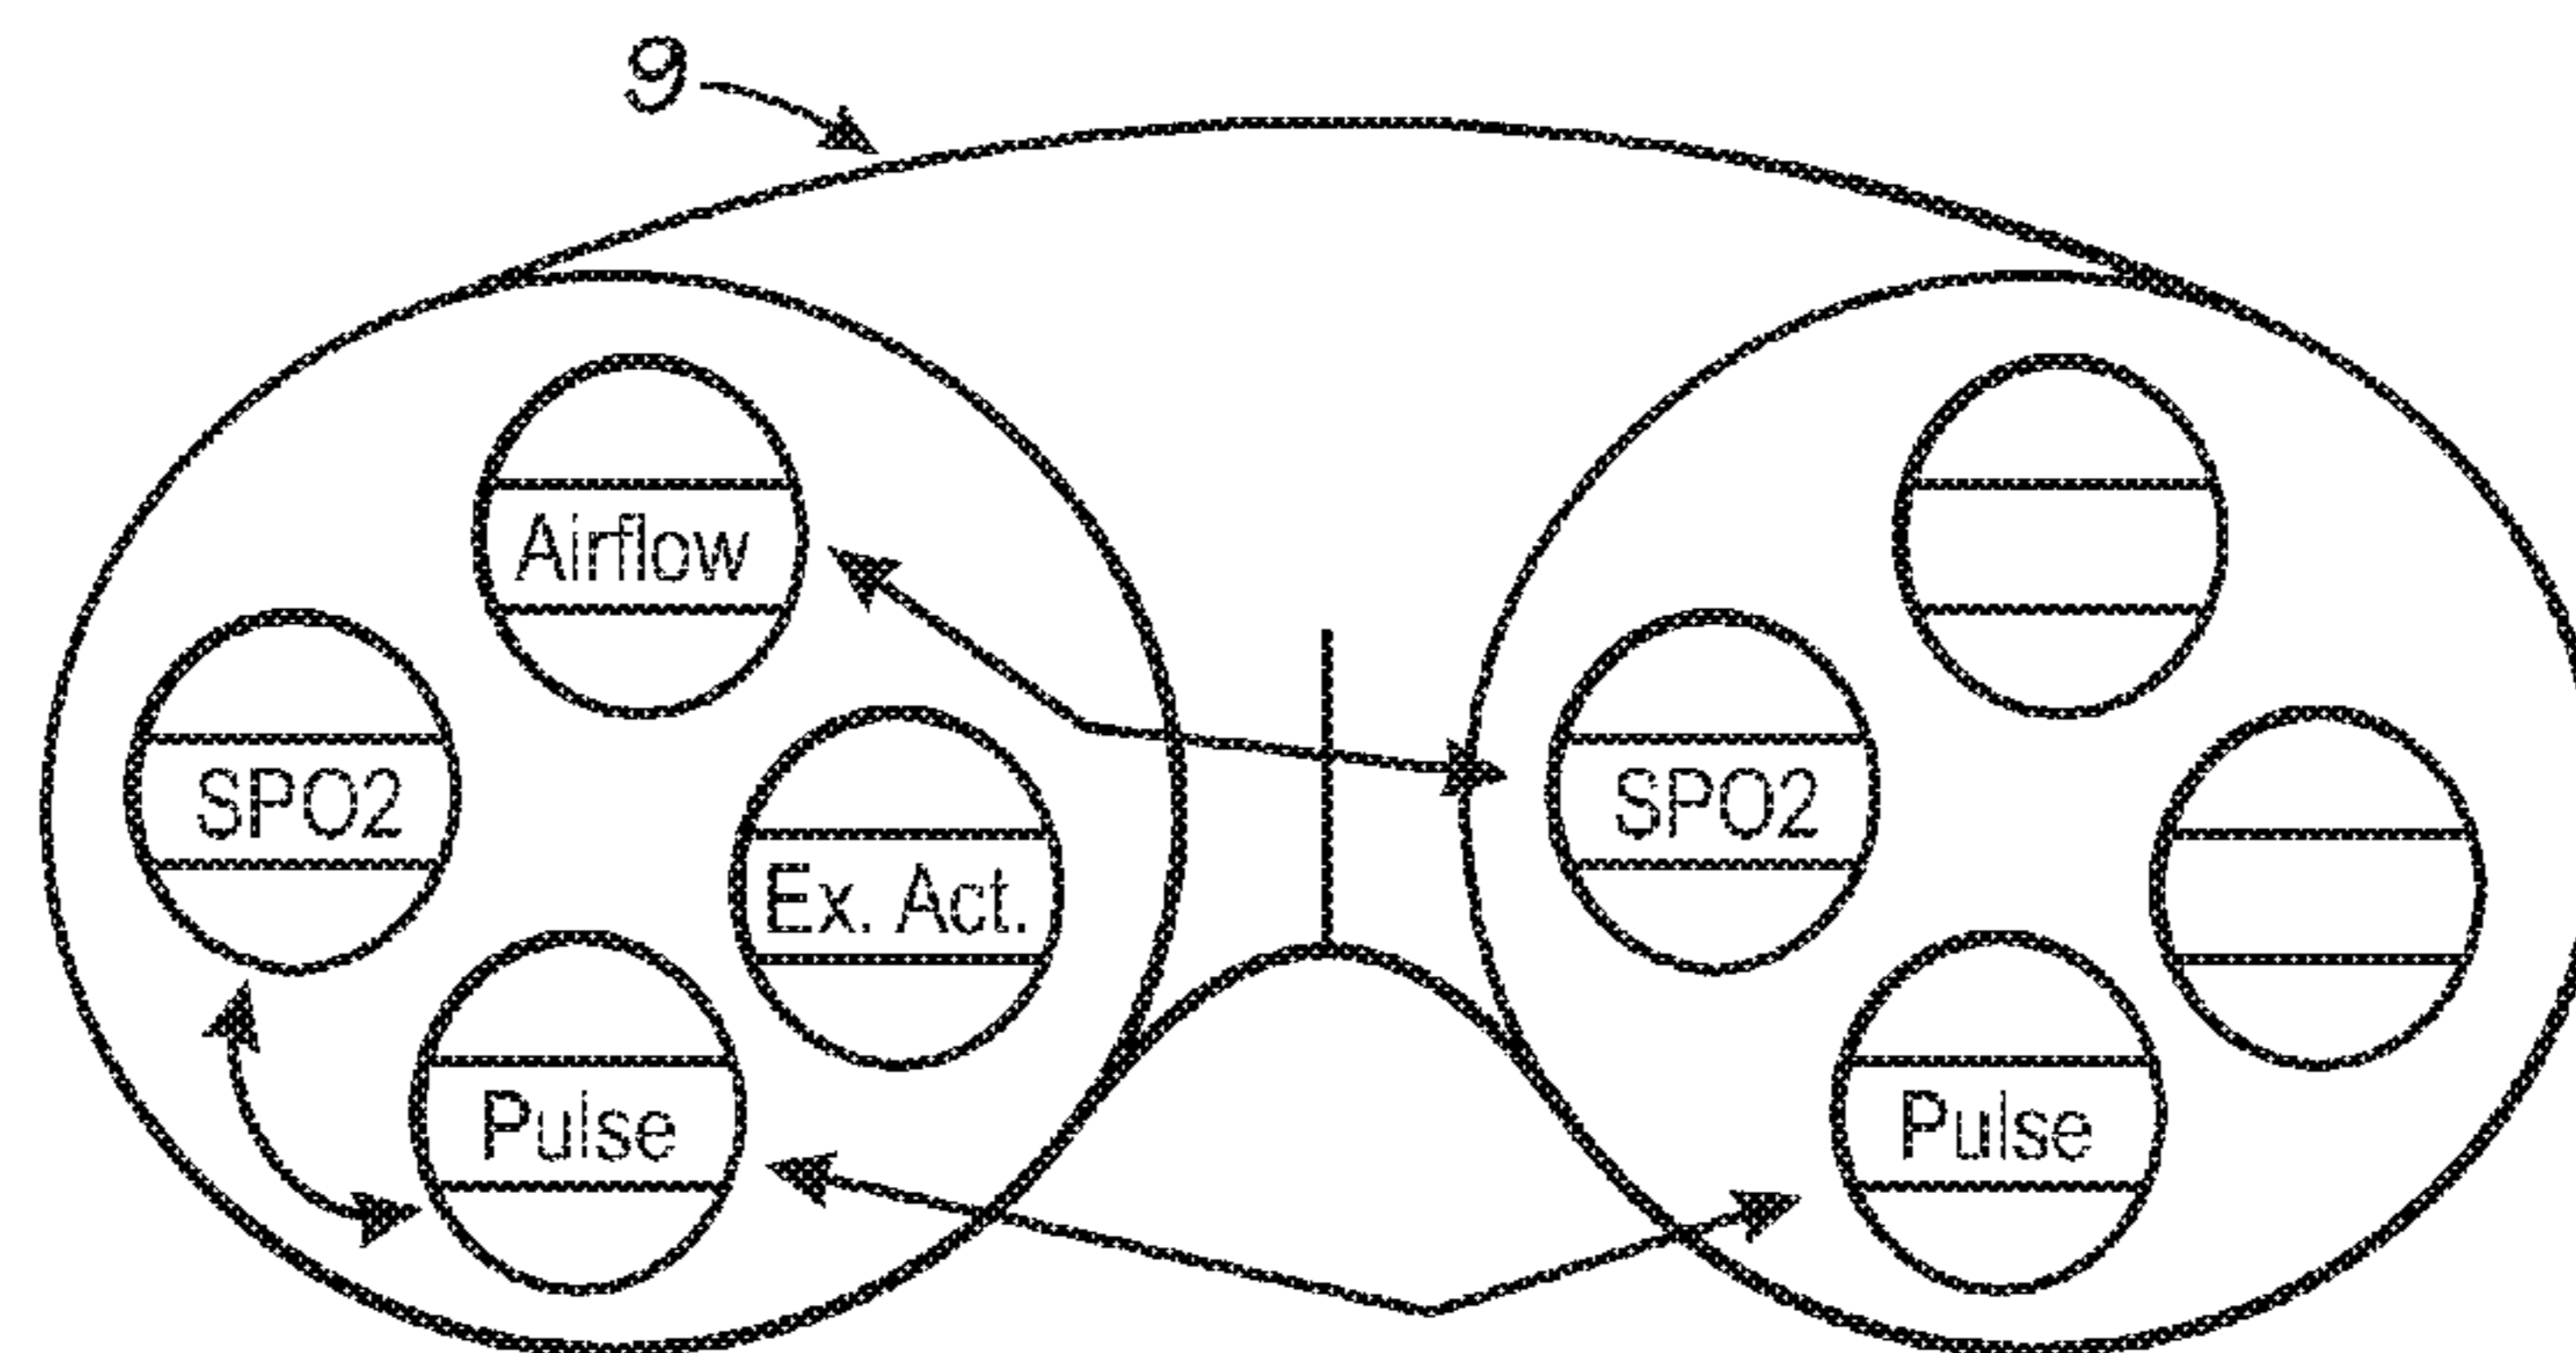 9
Airflow
SPO2
Ex. Act.
Pulse
SPO2
Pulse